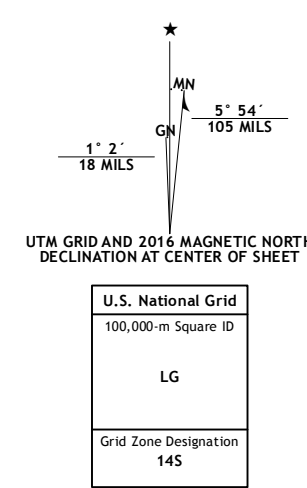 MN
GN
5° 54´
105 MILS
1° 2´
18 MILS
UTM GRID AND 2016 MAGNETIC NORTH
DECLINATION AT CENTER OF SHEET
U.S. National Grid
100,000-m Square ID
LG
Grid Zone Designation
14S